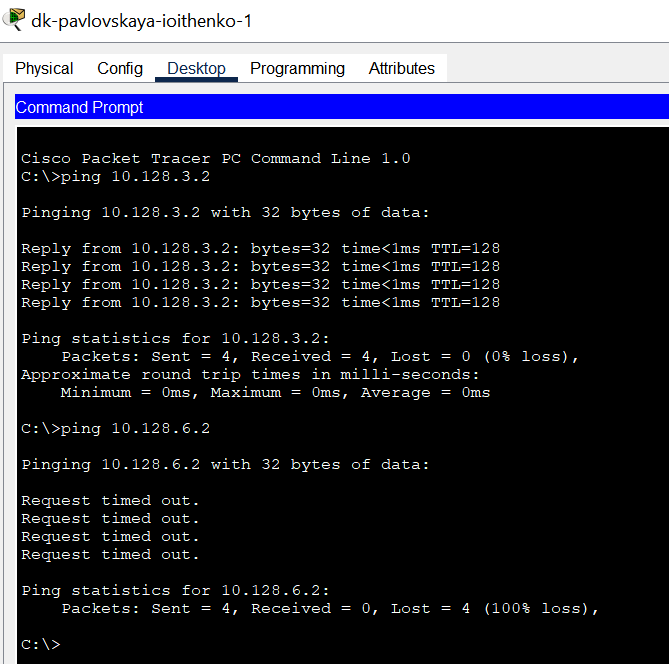 dk-pavlovskaya-ioithenko-1
Physical Config Desktop Programming Attributes
Command Prompt
Cisco Packet Tracer PC Command Line 1.0
C:\>ping 10.128.3.2
Pinging 10.128.3.2 with 32 bytes of data:
Reply from 10.128.3.2: bytes=32 time<1ms TTL=128
Reply from 10.128.3.2: bytes=32 time<1ms TTL=128
Reply from 10.128.3.2: bytes=32 time<1ms TTL=128
Reply from 10.128.3.2: bytes=32 time<1ms TTL=128
Ping statistics for 10.128.3.2:
Packets: Sent = 4, Received = 4, Lost = 0 (0% loss),
Approximate round trip times in milli-seconds:
Minimum = 0ms, Maximum = 0ms, Average = 0ms
C:\>ping 10.128.6.2
Pinging 10.128.6.2 with 32 bytes of data:
Request timed out.
Request timed out.
Request timed out.
Request timed out.
Ping statistics for 10.128.6.2:
Packets: Sent = 4, Received = 0, Lost = 4 (100% loss),
C:\>